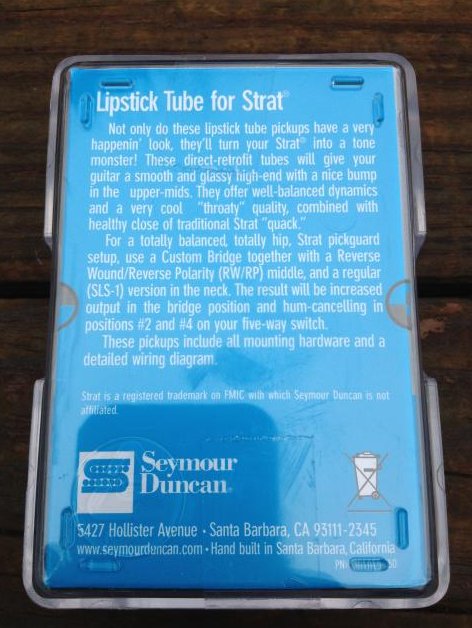 Lipstick Tube for Strat®
Not only do these lipstick tube pickups have a very
happenin' look, they'll turn your Strat® into a tone
monster! These direct-retrofit tubes will give your
guitar a smooth and glassy high-end with a nice bump
in the upper-mids. They offer well-balanced dynamics
and a very cool "throaty" quality, combined with
healthy close of traditional Strat "quack."
For a totally balanced, totally hip, Strat pickguard
setup, use a Custom Bridge together with a Reverse
Wound/Reverse Polarity (RW/RP) middle, and a regular
(SLS-1) version in the neck. The result will be increased
output in the bridge position and hum-cancelling in
positions #2 and #4 on your five-way switch.
These pickups include all mounting hardware and a
detailed wiring diagram.
Strat is a registered trademark on FMIC with which Seymour Duncan is not
affiliated.
Seymour
Duncan®
5427 Hollister Avenue • Santa Barbara, CA 93111-2345
www.seymourduncan.com • Hand built in Santa Barbara, California
PN: